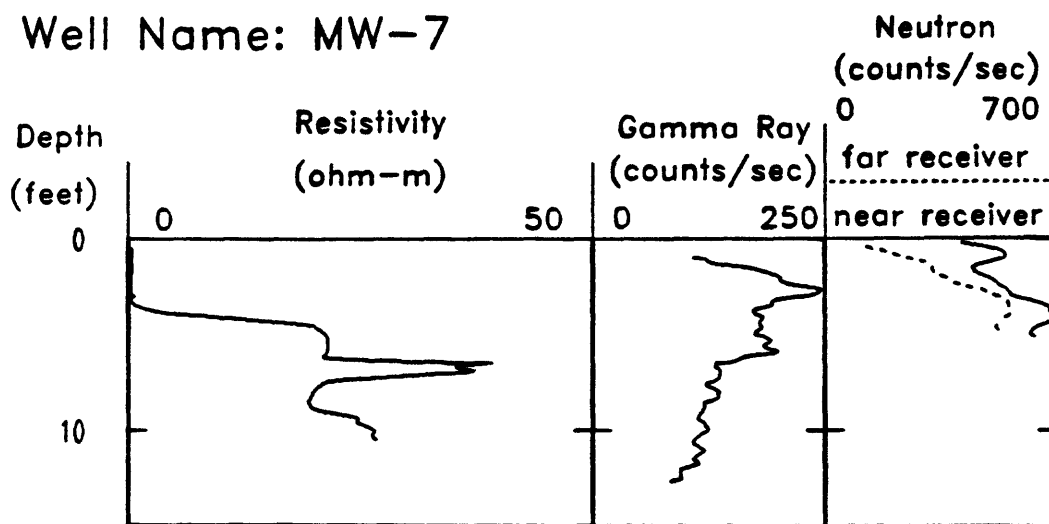 Well Name: MW-7
Neutron
(counts/sec)
0 700
far receiver
near receiver
Depth
(feet)
Resistivity
(ohm-m)
0 50
Gamma Ray
(counts/sec)
0 250
0
10